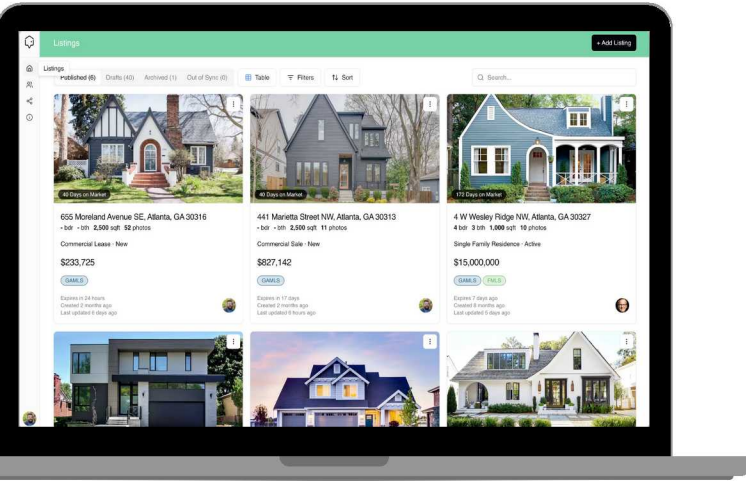 Listings
+ Add Listing
Listings
Published (6) Drafts (40) Archived (1) Out of Sync (0) Table Filters Sort Search...
40 Days on Market
655 Moreland Avenue SE, Atlanta, GA 30316
- bdr - bth 2,500 sqft 52 photos
Commercial Lease · New
$233,725
GAMLS
Expires in 24 hours
Created 2 months ago
Last updated 6 days ago
40 Days on Market
441 Marietta Street NW, Atlanta, GA 30313
- bdr - bth 2,500 sqft 11 photos
Commercial Sale · New
$827,142
GAMLS
Expires in 17 days
Created 2 months ago
Last updated 6 hours ago
172 Days on Market
4 W Wesley Ridge NW, Atlanta, GA 30327
4 bdr 3 bth 1,000 sqft 10 photos
Single Family Residence · Active
$15,000,000
GAMLS FMLS
Expires 7 days ago
Created 6 months ago
Last updated 5 days ago